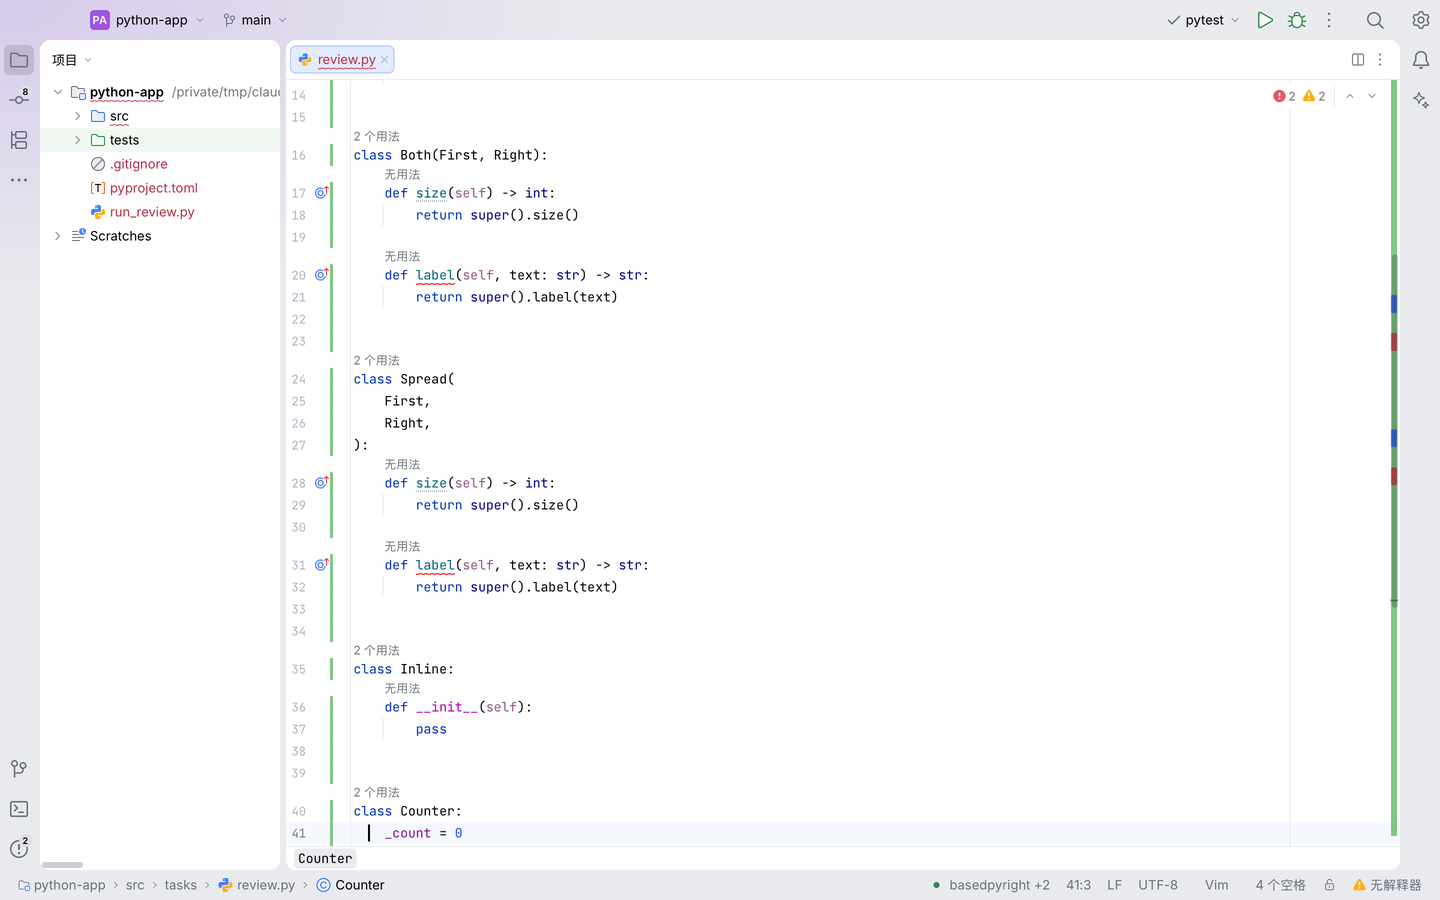 PA python-app main pytest
项目
python-app /private/tmp/clauc
src
tests
.gitignore
pyproject.toml
run_review.py
Scratches
8
2
review.py
2 2
14
15
2 个用法
16 class Both(First, Right):
无用法
17 def size(self) -> int:
18 return super().size()
19
无用法
20 def label(self, text: str) -> str:
21 return super().label(text)
22
23
2 个用法
24 class Spread(
25 First,
26 Right,
27 ):
无用法
28 def size(self) -> int:
29 return super().size()
30
无用法
31 def label(self, text: str) -> str:
32 return super().label(text)
33
34
2 个用法
35 class Inline:
无用法
36 def __init__(self):
37 pass
38
39
2 个用法
40 class Counter:
41 _count = 0
Counter
python-app › src › tasks › review.py › Counter
basedpyright +2 41:3 LF UTF-8 Vim 4 个空格 无解释器